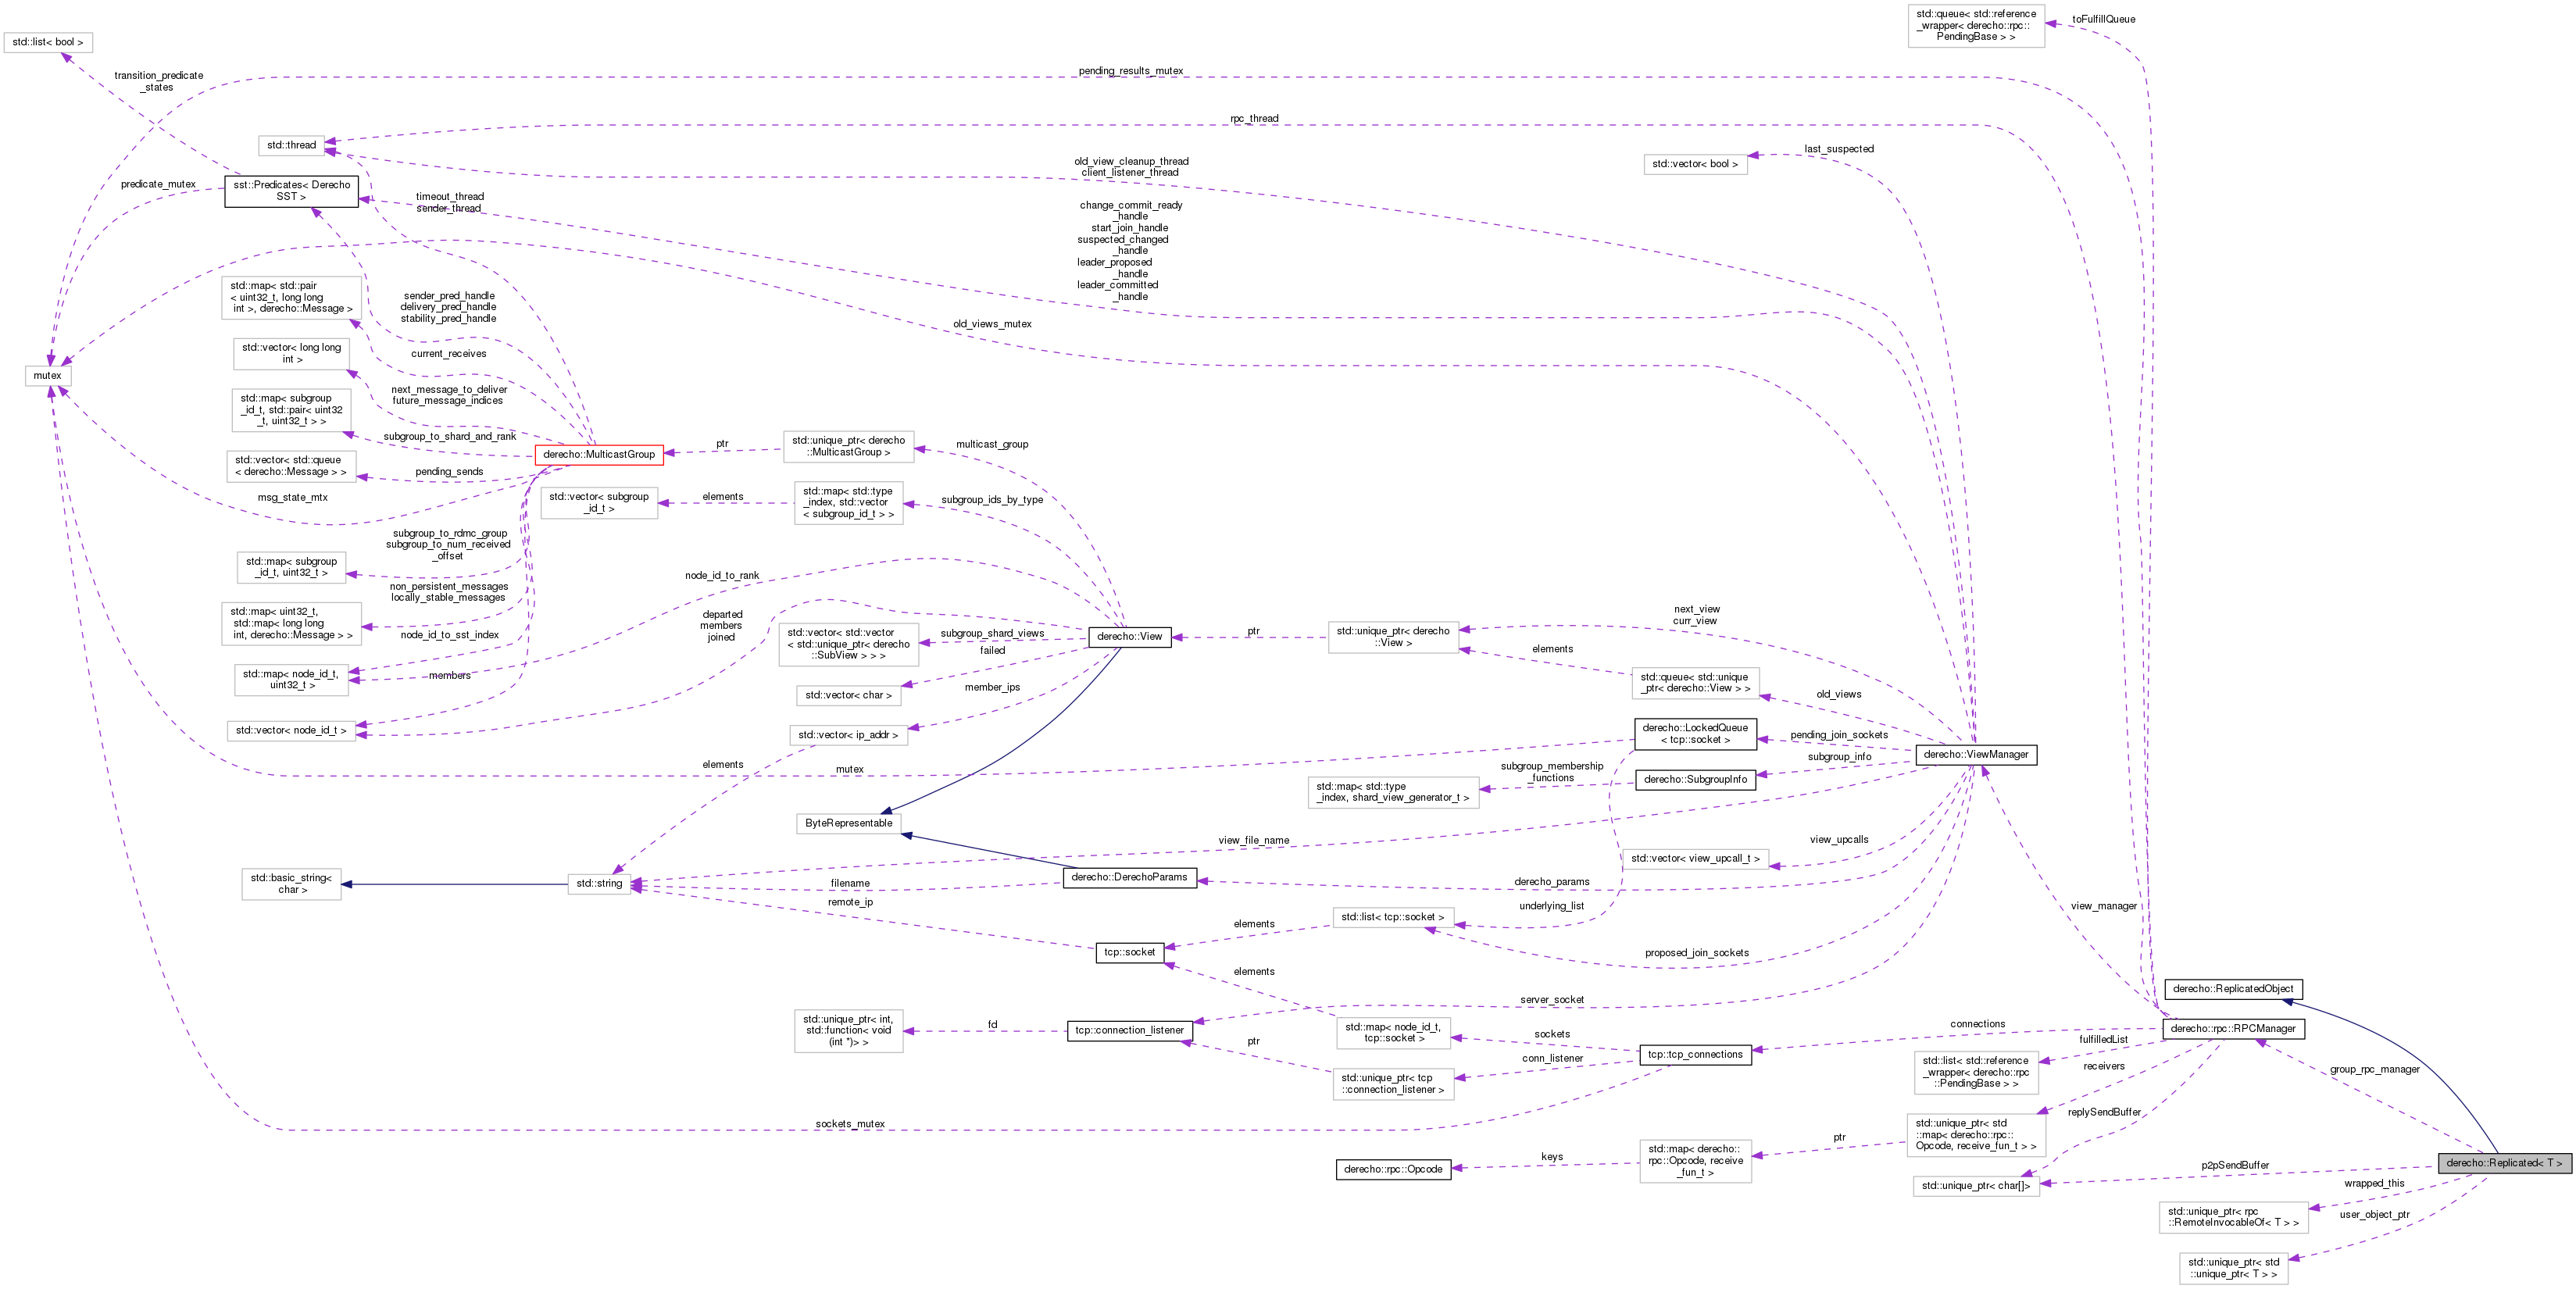 std::queue< std::reference
_wrapper< derecho::rpc::
PendingBase > >
toFulfillQueue
std::list< bool >
transition_predicate
_states
pending_results_mutex
rpc_thread
std::thread
old_view_cleanup_thread
client_listener_thread
last_suspected
std::vector< bool >
predicate_mutex
sst::Predicates< Derecho
SST >
timeout_thread
sender_thread
change_commit_ready
_handle
start_join_handle
suspected_changed
_handle
leader_proposed
_handle
leader_committed
_handle
std::map< std::pair
< uint32_t, long long
int >, derecho::Message >
sender_pred_handle
delivery_pred_handle
stability_pred_handle
old_views_mutex
std::vector< long long
int >
current_receives
mutex
next_message_to_deliver
future_message_indices
std::map< subgroup
_id_t, std::pair< uint32
_t, uint32_t > >
subgroup_to_shard_and_rank
derecho::MulticastGroup
ptr
std::unique_ptr< derecho
::MulticastGroup >
multicast_group
std::vector< std::queue
< derecho::Message > >
pending_sends
msg_state_mtx
std::vector< subgroup
_id_t >
elements
std::map< std::type
_index, std::vector
< subgroup_id_t > >
subgroup_ids_by_type
subgroup_to_rdmc_group
subgroup_to_num_received
_offset
std::map< subgroup
_id_t, uint32_t >
node_id_to_rank
non_persistent_messages
locally_stable_messages
std::map< uint32_t,
std::map< long long
int, derecho::Message > >
node_id_to_sst_index
departed
members
joined
std::vector< std::vector
< std::unique_ptr< derecho
::SubView > > >
subgroup_shard_views
failed
derecho::View
ptr
std::unique_ptr< derecho
::View >
next_view
curr_view
elements
std::queue< std::unique
_ptr< derecho::View > >
old_views
std::map< node_id_t,
uint32_t >
members
std::vector< char >
member_ips
std::vector< node_id_t >
std::vector< ip_addr >
derecho::LockedQueue
< tcp::socket >
pending_join_sockets
derecho::ViewManager
elements
mutex
subgroup_membership
_functions
derecho::SubgroupInfo
subgroup_info
std::map< std::type
_index, shard_view_generator_t >
ByteRepresentable
view_file_name
view_upcalls
std::vector< view_upcall_t >
std::basic_string<
char >
std::string
filename
derecho::DerechoParams
derecho_params
remote_ip
underlying_list
std::list< tcp::socket >
view_manager
elements
tcp::socket
proposed_join_sockets
elements
derecho::ReplicatedObject
server_socket
std::unique_ptr< int,
std::function< void
(int *)> >
fd
tcp::connection_listener
std::map< node_id_t,
tcp::socket >
sockets
connections
derecho::rpc::RPCManager
ptr
conn_listener
tcp::tcp_connections
fulfilledList
std::list< std::reference
_wrapper< derecho::rpc
::PendingBase > >
group_rpc_manager
std::unique_ptr< tcp
::connection_listener >
receivers
sockets_mutex
replySendBuffer
std::unique_ptr< std
::map< derecho::rpc::
Opcode, receive_fun_t > >
ptr
std::map< derecho::
rpc::Opcode, receive
_fun_t >
keys
derecho::rpc::Opcode
p2pSendBuffer
derecho::Replicated< T >
std::unique_ptr< char[]>
wrapped_this
std::unique_ptr< rpc
::RemoteInvocableOf< T > >
user_object_ptr
std::unique_ptr< std
::unique_ptr< T > >